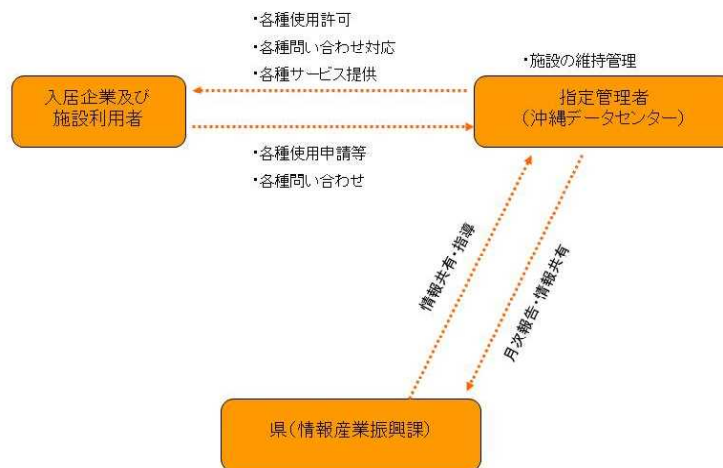 ・各種使用許可
・各種問い合わせ対応
・各種サービス提供
・施設の維持管理
入居企業及び
施設利用者
指定管理者
（沖縄データセンター）
・各種使用申請等
・各種問い合わせ
情報共有・指導
月次報告・情報共有
県（情報産業振興課）